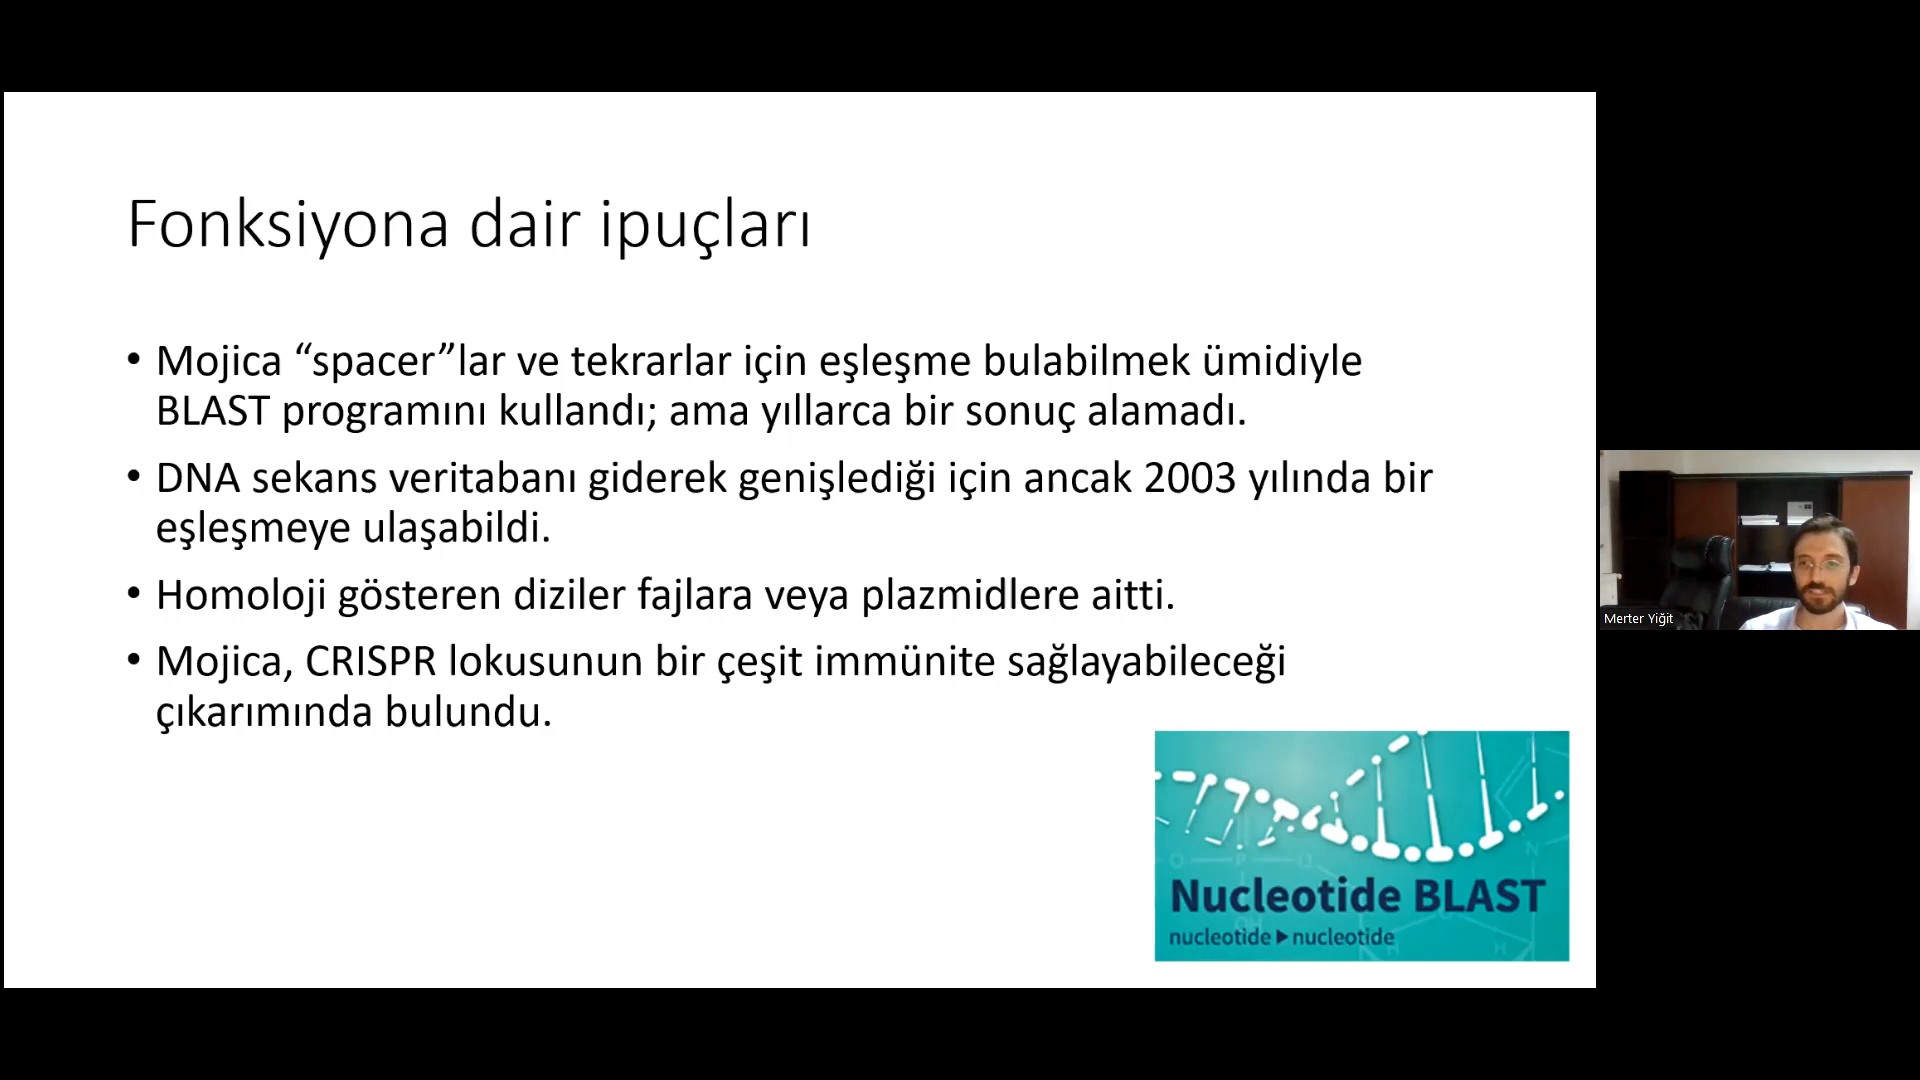 Fonksiyona dair ipuçları
• Mojica “spacer”lar ve tekrarlar için eşleşme bulabilmek ümidiyle
BLAST programını kullandı; ama yıllarca bir sonuç alamadı.
• DNA sekans veritabanı giderek genişlediği için ancak 2003 yılında bir
eşleşmeye ulaşabildi.
• Homoloji gösteren diziler fajlara veya plazmidlere aitti.
• Mojica, CRISPR lokusunun bir çeşit immünite sağlayabileceği
çıkarımında bulundu.
Nucleotide BLAST
nucleotide ▶ nucleotide
Merter Yiğit